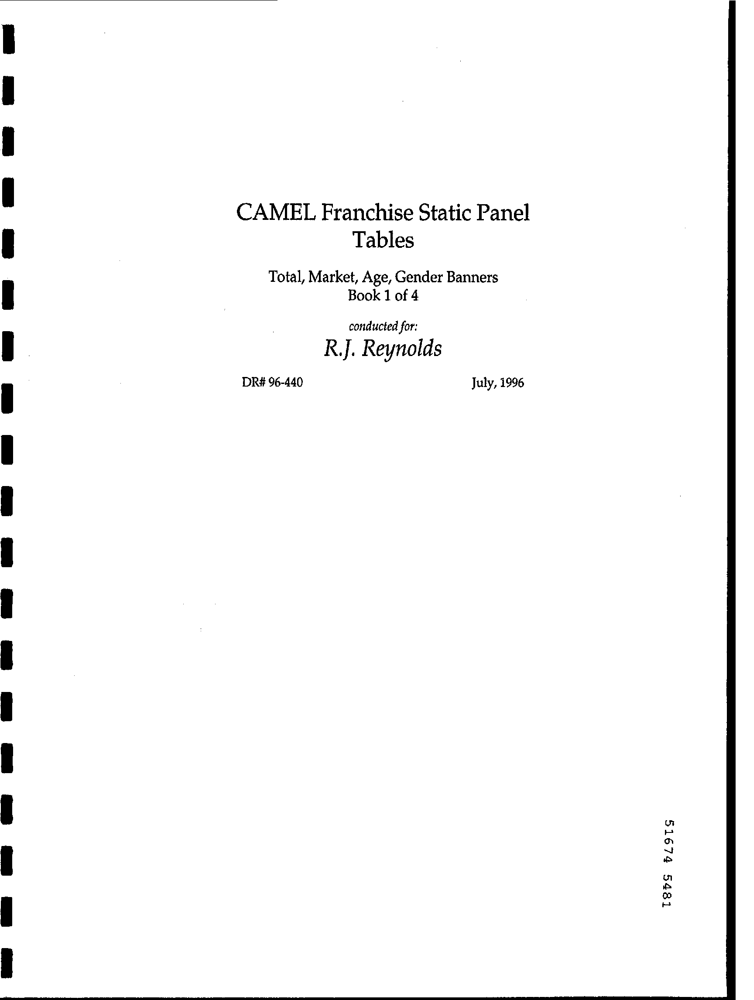 CAMEL Franchise Static Panel
Tables
Total, Market, Age, Gender Banners
Book 1 of 4
conducted for:
R.J. Reynolds
DR# 96-440 July, 1996
51674 5481